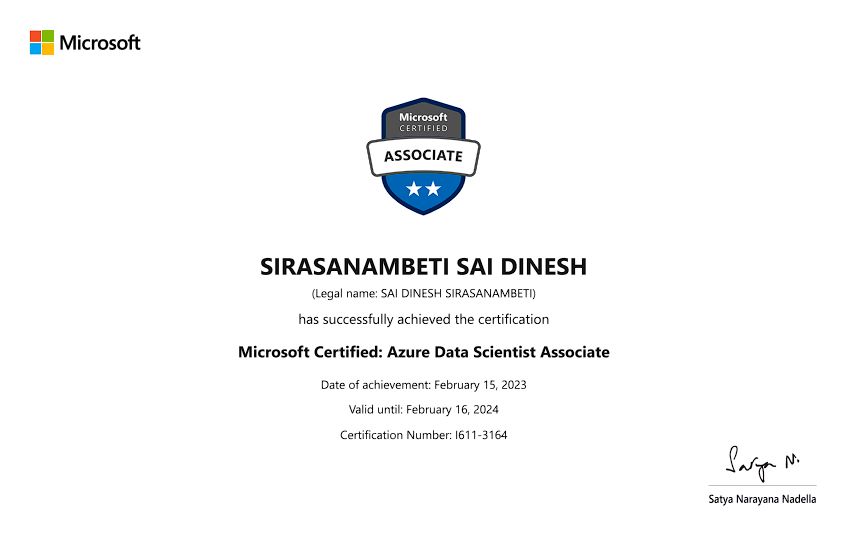 Microsoft
Microsoft
CERTIFIED
ASSOCIATE
SIRASANAMBETI SAI DINESH
(Legal name: SAI DINESH SIRASANAMBETI)
has successfully achieved the certification
Microsoft Certified: Azure Data Scientist Associate
Date of achievement: February 15, 2023
Valid until: February 16, 2024
Certification Number: I611-3164
Satya N.
Satya Narayana Nadella